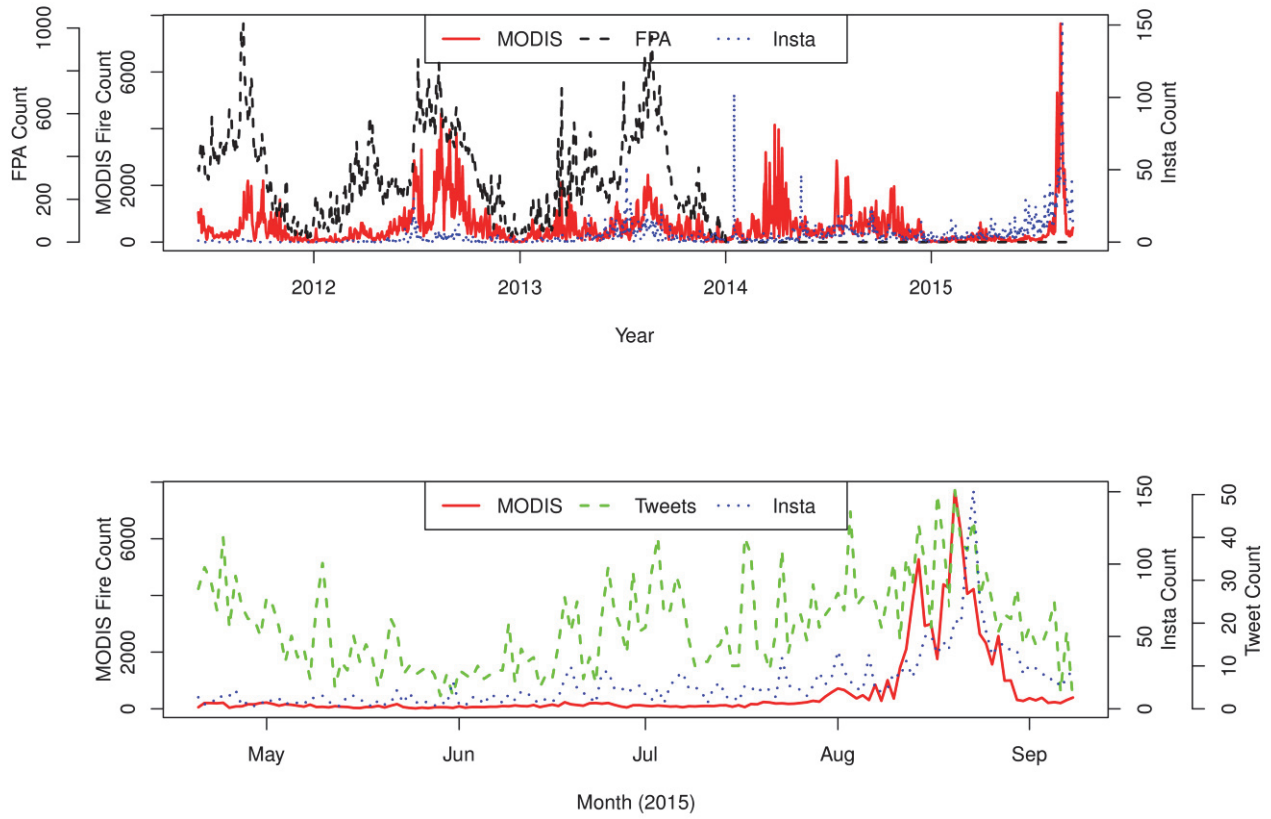 MODIS FPA Insta
FPA Count
0 200 600 1000
MODIS Fire Count
0 2000 6000
Insta Count
0 50 100 150
2012 2013 2014 2015
Year
MODIS Tweets Insta
MODIS Fire Count
0 2000 6000
Insta Count
0 50 100 150
Tweet Count
0 10 20 30 40 50
May Jun Jul Aug Sep
Month (2015)